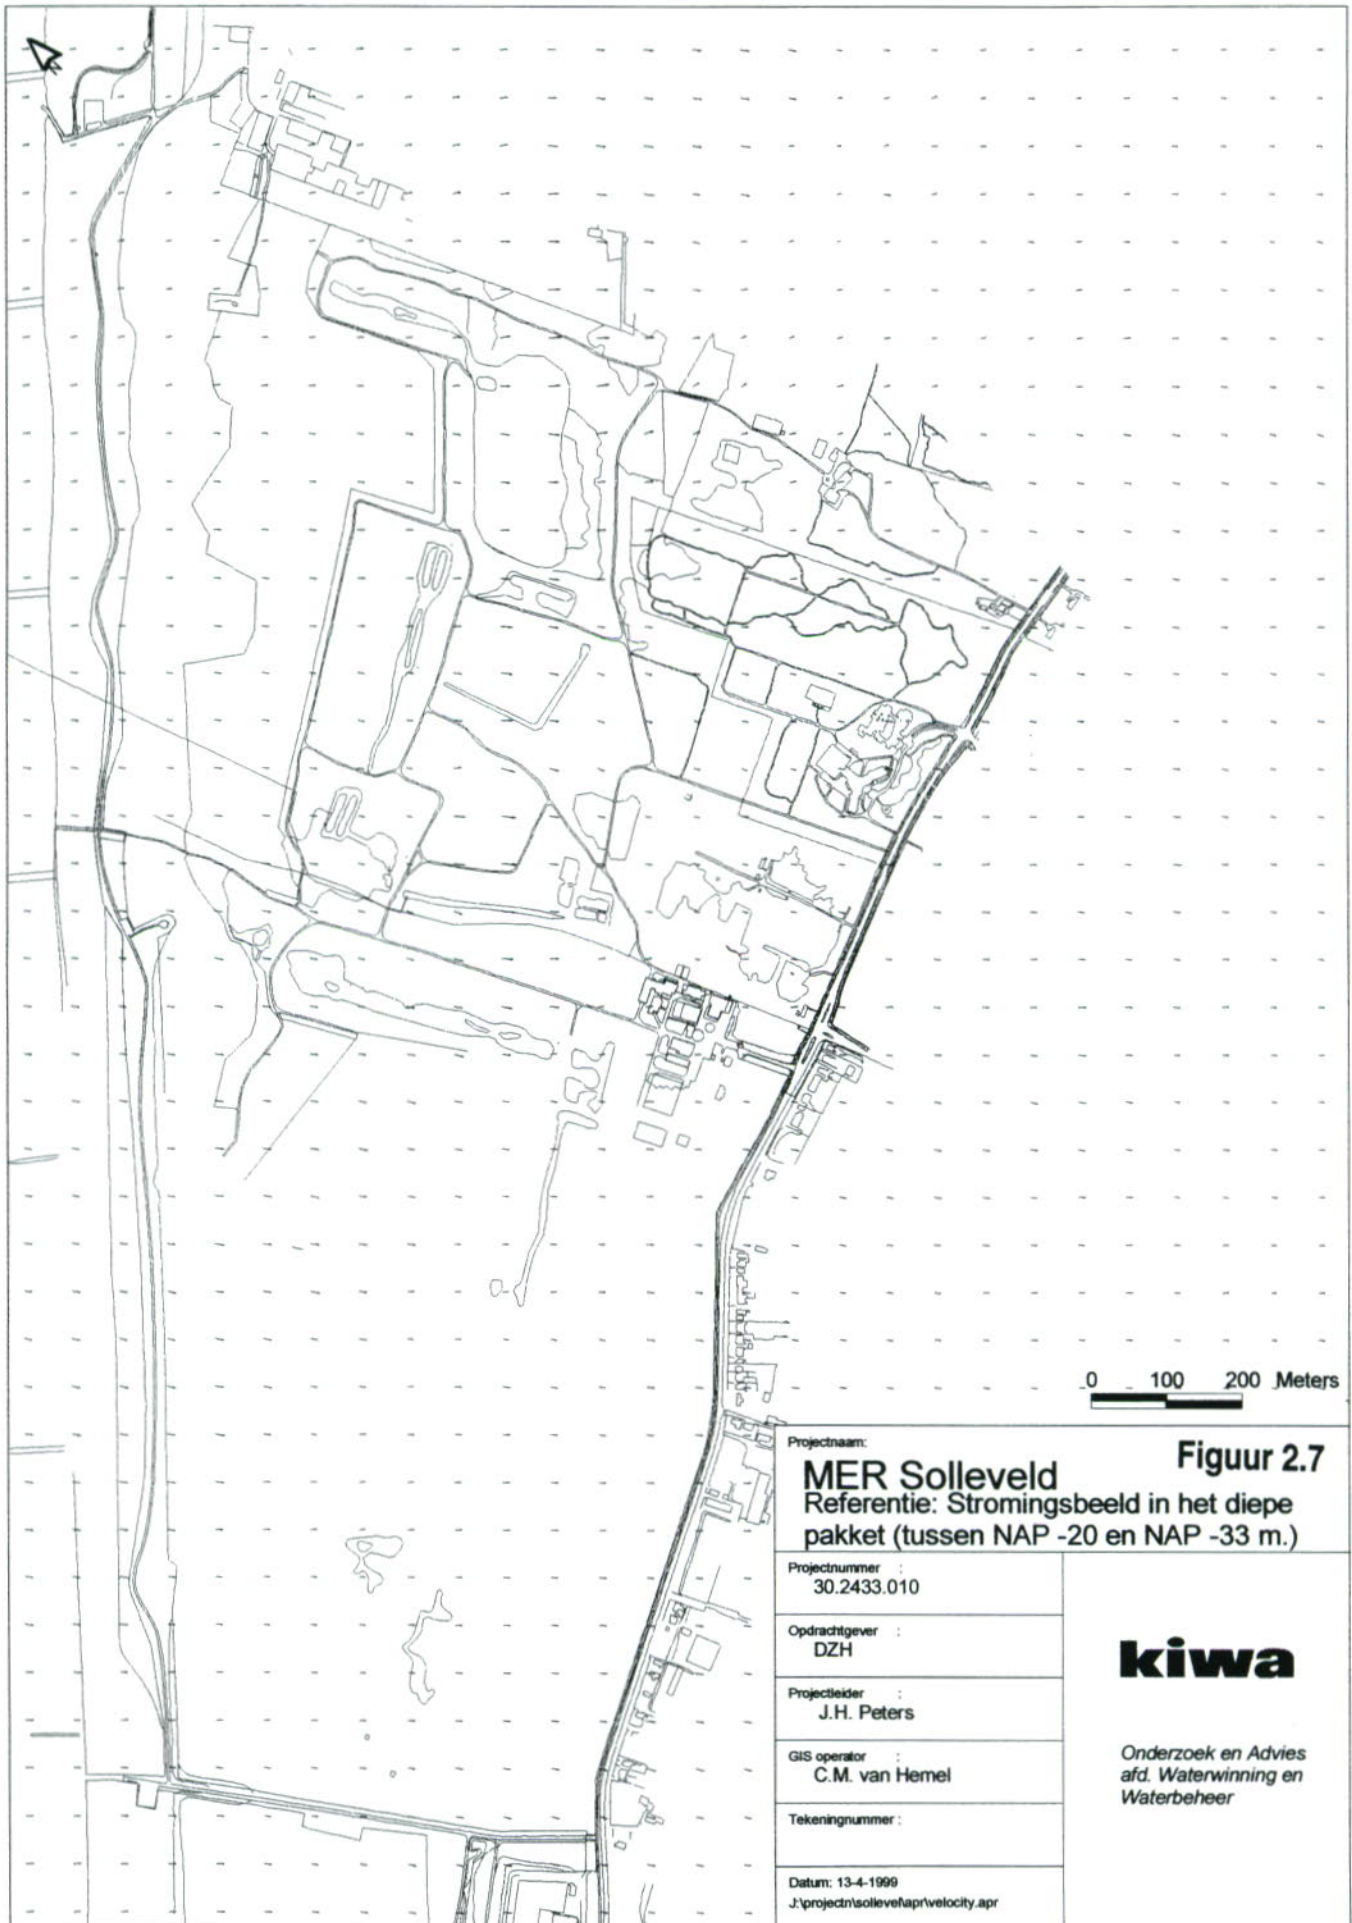 0 100 200 Meters
Projectnaam:
Figuur 2.7
MER Solleveld
Referentie: Stromingsbeeld in het diepe
pakket (tussen NAP -20 en NAP -33 m.)
Projectnummer :
30.2433.010
Opdrachtgever :
DZH
Projectleider :
J.H. Peters
GIS operator :
C.M. van Hemel
Tekeningnummer :
Datum: 13-4-1999
J:\projectn\sollevel\apr\velocity.apr
kiwa
Onderzoek en Advies
afd. Waterwinning en
Waterbeheer